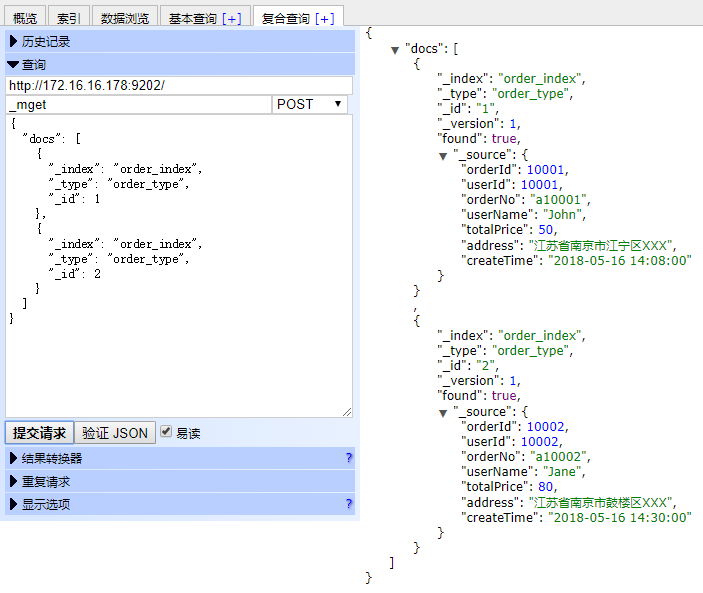 概览 索引 数据浏览 基本查询 [+] 复合查询 [+]
历史记录
查询
http://172.16.16.178:9202/
_mget POST
{
"docs": [
{
"_index": "order_index",
"_type": "order_type",
"_id": 1
},
{
"_index": "order_index",
"_type": "order_type",
"_id": 2
}
]
}
提交请求 验证 JSON 易读
结果转换器 ?
重复请求
显示选项 ?
{
"docs": [
{
"_index": "order_index",
"_type": "order_type",
"_id": "1",
"_version": 1,
"found": true,
"_source": {
"orderId": 10001,
"userId": 10001,
"orderNo": "a10001",
"userName": "John",
"totalPrice": 50,
"address": "江苏省南京市江宁区XXX",
"createTime": "2018-05-16 14:08:00"
}
}
,
{
"_index": "order_index",
"_type": "order_type",
"_id": "2",
"_version": 1,
"found": true,
"_source": {
"orderId": 10002,
"userId": 10002,
"orderNo": "a10002",
"userName": "Jane",
"totalPrice": 80,
"address": "江苏省南京市鼓楼区XXX",
"createTime": "2018-05-16 14:30:00"
}
}
]
}